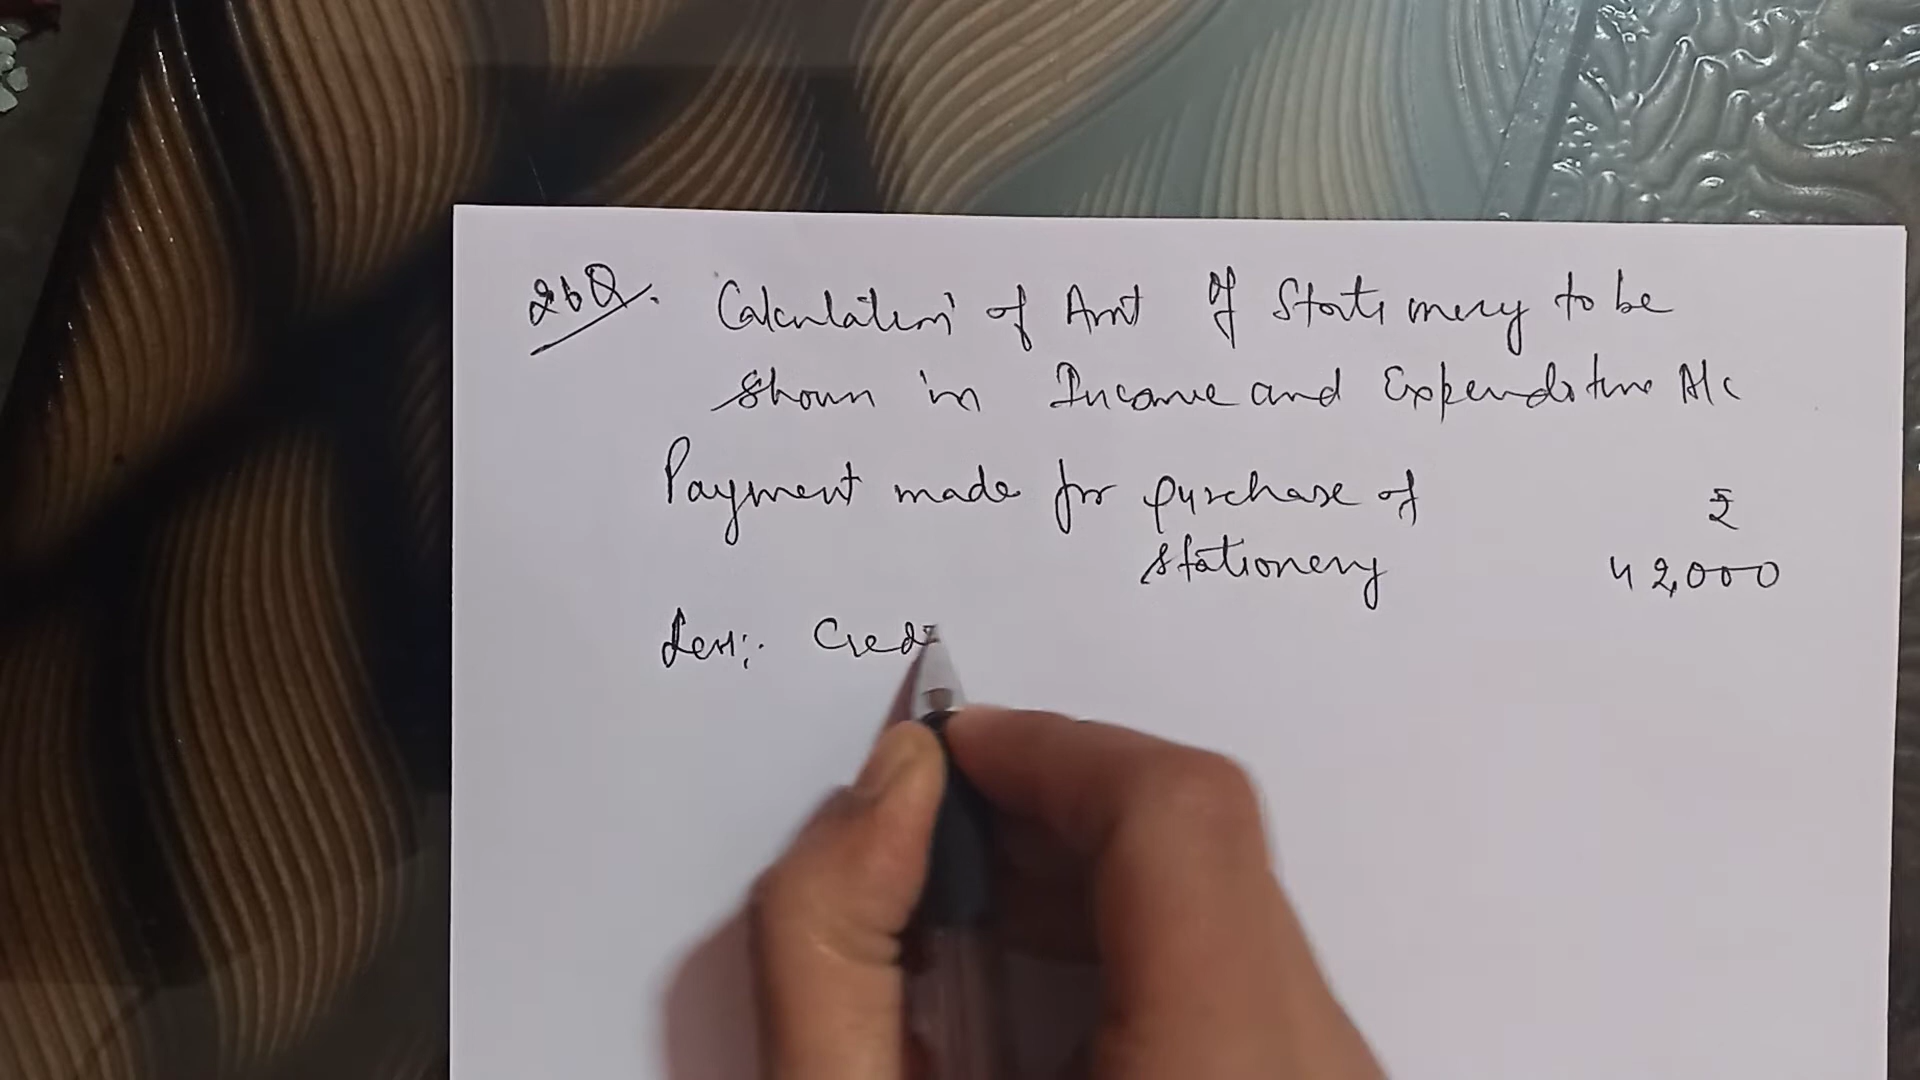 26Q. Calculation of Amt of Stationery to be
shown in Income and Expenditure A/c
Payment made for purchase of
₹
stationery 42,000
Less:- Credi